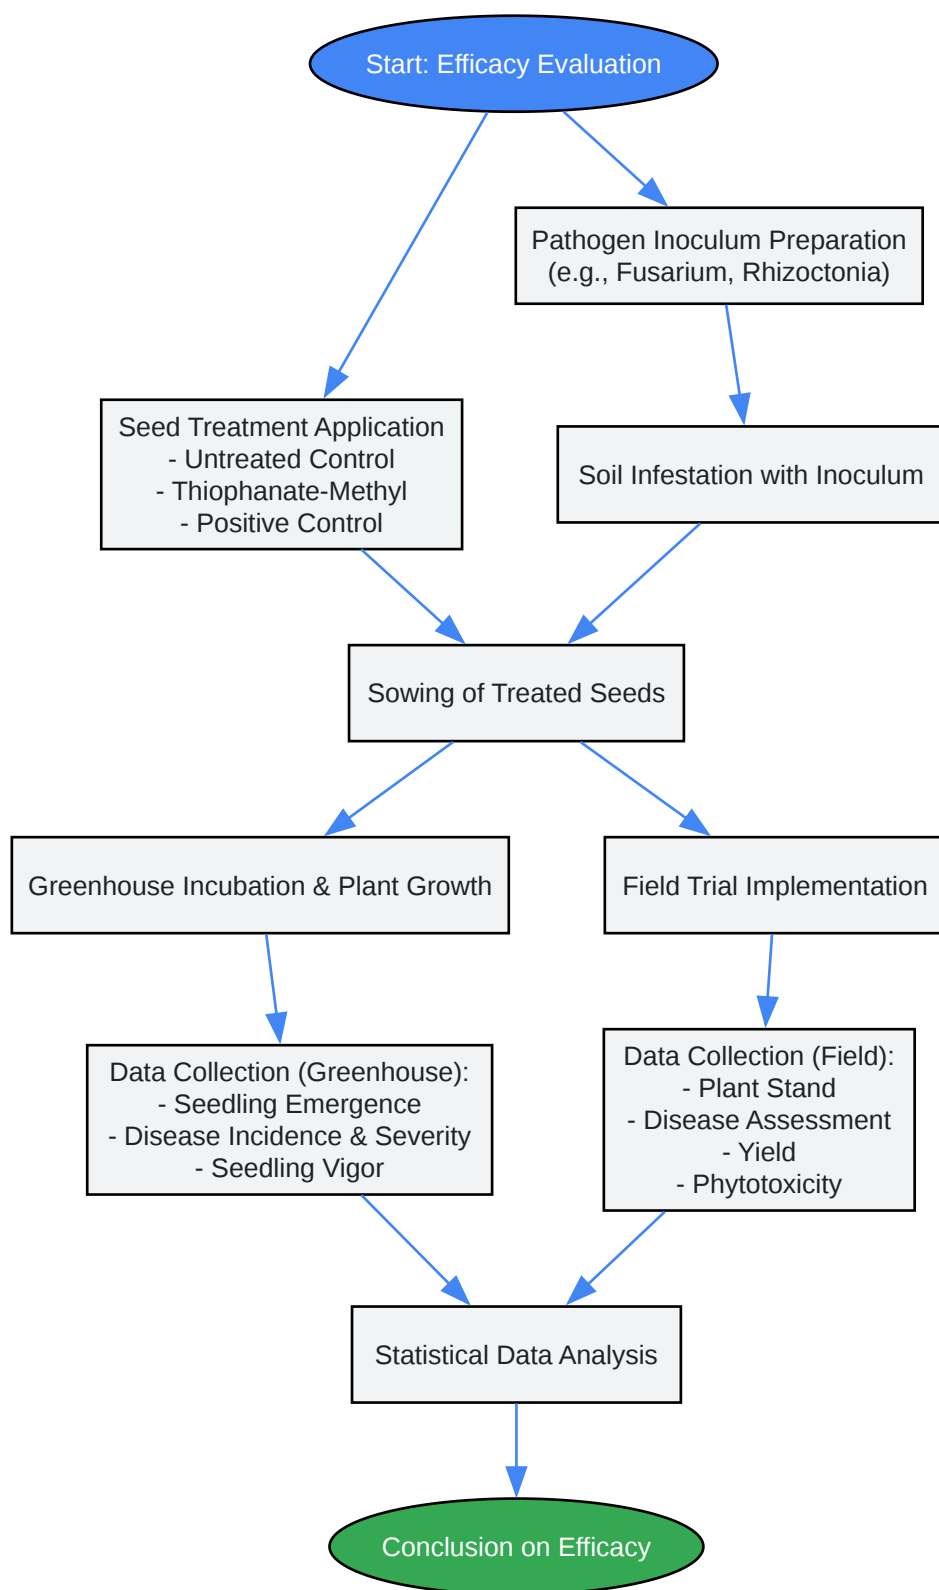 Start: Efficacy Evaluation
Pathogen Inoculum Preparation
(e.g., Fusarium, Rhizoctonia)
Seed Treatment Application
- Untreated Control
- Thiophanate-Methyl
- Positive Control
Soil Infestation with Inoculum
Sowing of Treated Seeds
Greenhouse Incubation & Plant Growth
Field Trial Implementation
Data Collection (Greenhouse):
- Seedling Emergence
- Disease Incidence & Severity
- Seedling Vigor
Data Collection (Field):
- Plant Stand
- Disease Assessment
- Yield
- Phytotoxicity
Statistical Data Analysis
Conclusion on Efficacy